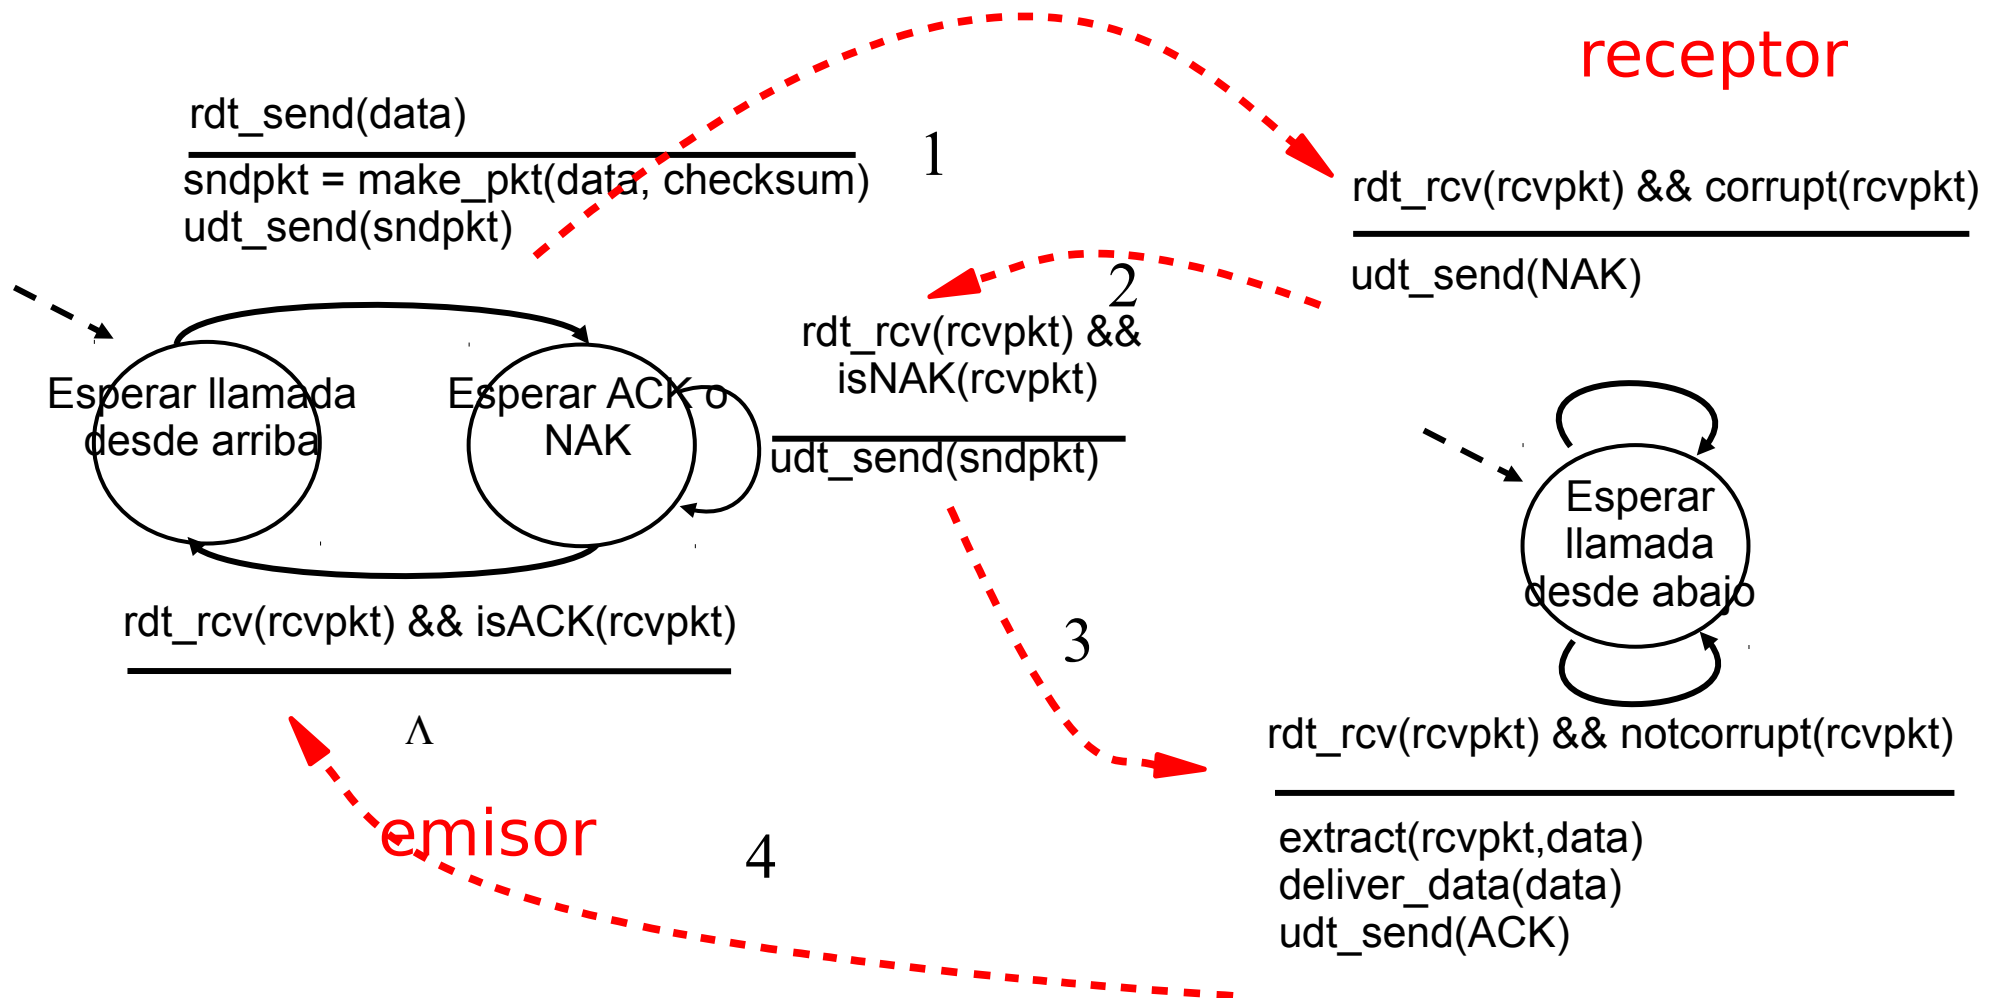 receptor
rdt_send(data)
sndpkt = make_pkt(data, checksum)
udt_send(sndpkt)
1
rdt_rcv(rcvpkt) && corrupt(rcvpkt)
udt_send(NAK)
2
rdt_rcv(rcvpkt) &&
isNAK(rcvpkt)
udt_send(sndpkt)
Esperar llamada
desde arriba
Esperar ACK o
NAK
Esperar
llamada
desde abajo
rdt_rcv(rcvpkt) && isACK(rcvpkt)
Λ
3
rdt_rcv(rcvpkt) && notcorrupt(rcvpkt)
extract(rcvpkt,data)
deliver_data(data)
udt_send(ACK)
emisor
4